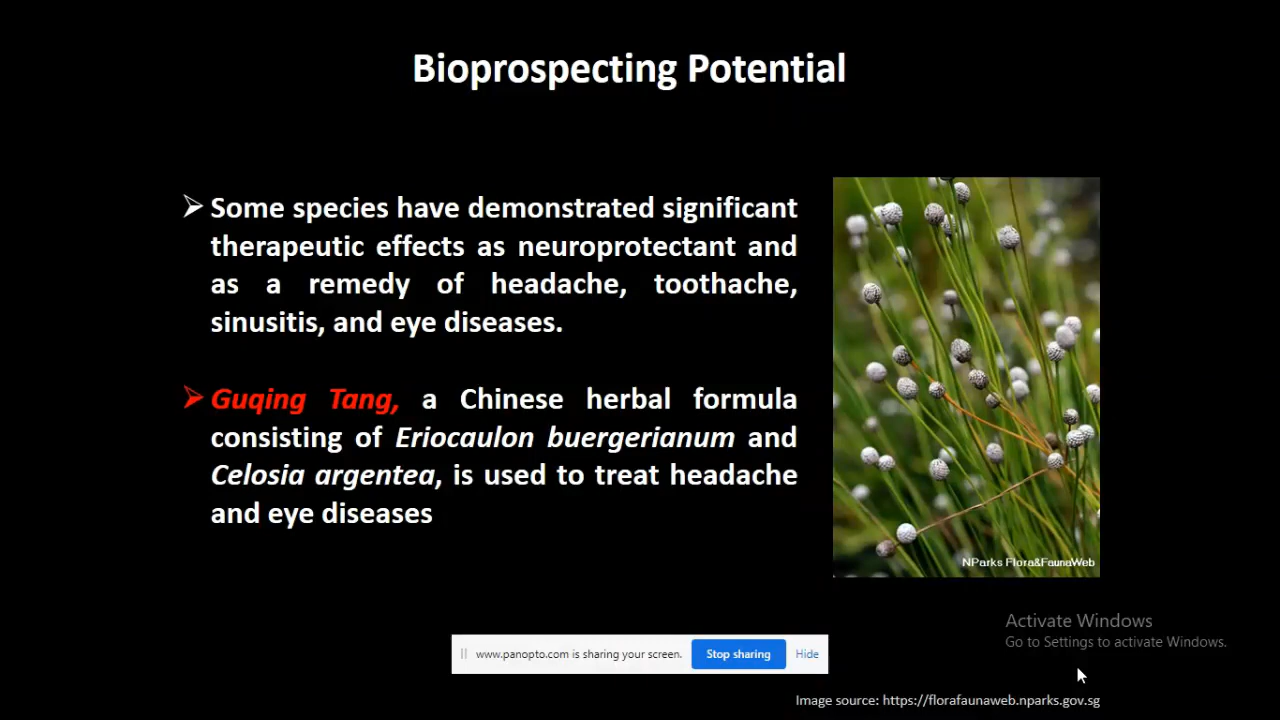 Bioprospecting Potential
Some species have demonstrated significant
therapeutic effects as neuroprotectant and
as a remedy of headache, toothache,
sinusitis, and eye diseases.
Guqing Tang, a Chinese herbal formula
consisting of Eriocaulon buergerianum and
Celosia argentea, is used to treat headache
and eye diseases
NParks Flora&FaunaWeb
Activate Windows
Go to Settings to activate Windows.
www.panopto.com is sharing your screen. Stop sharing Hide
Image source: https://florafaunaweb.nparks.gov.sg